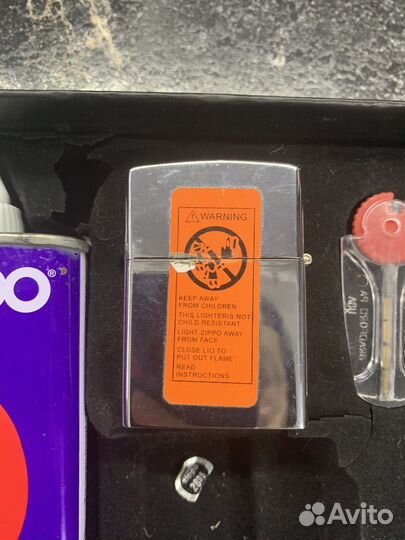 WARNING
KEEP AWAY
FROM CHILDREN
THIS LIGHTERIS NOT
CHILD RESISTANT
LIGHT ZIPPO AWAY
FROM FACE
CLOSE LID TO
PUT OUT FLAME
READ
INSTRUCTIONS
PO®
Avito